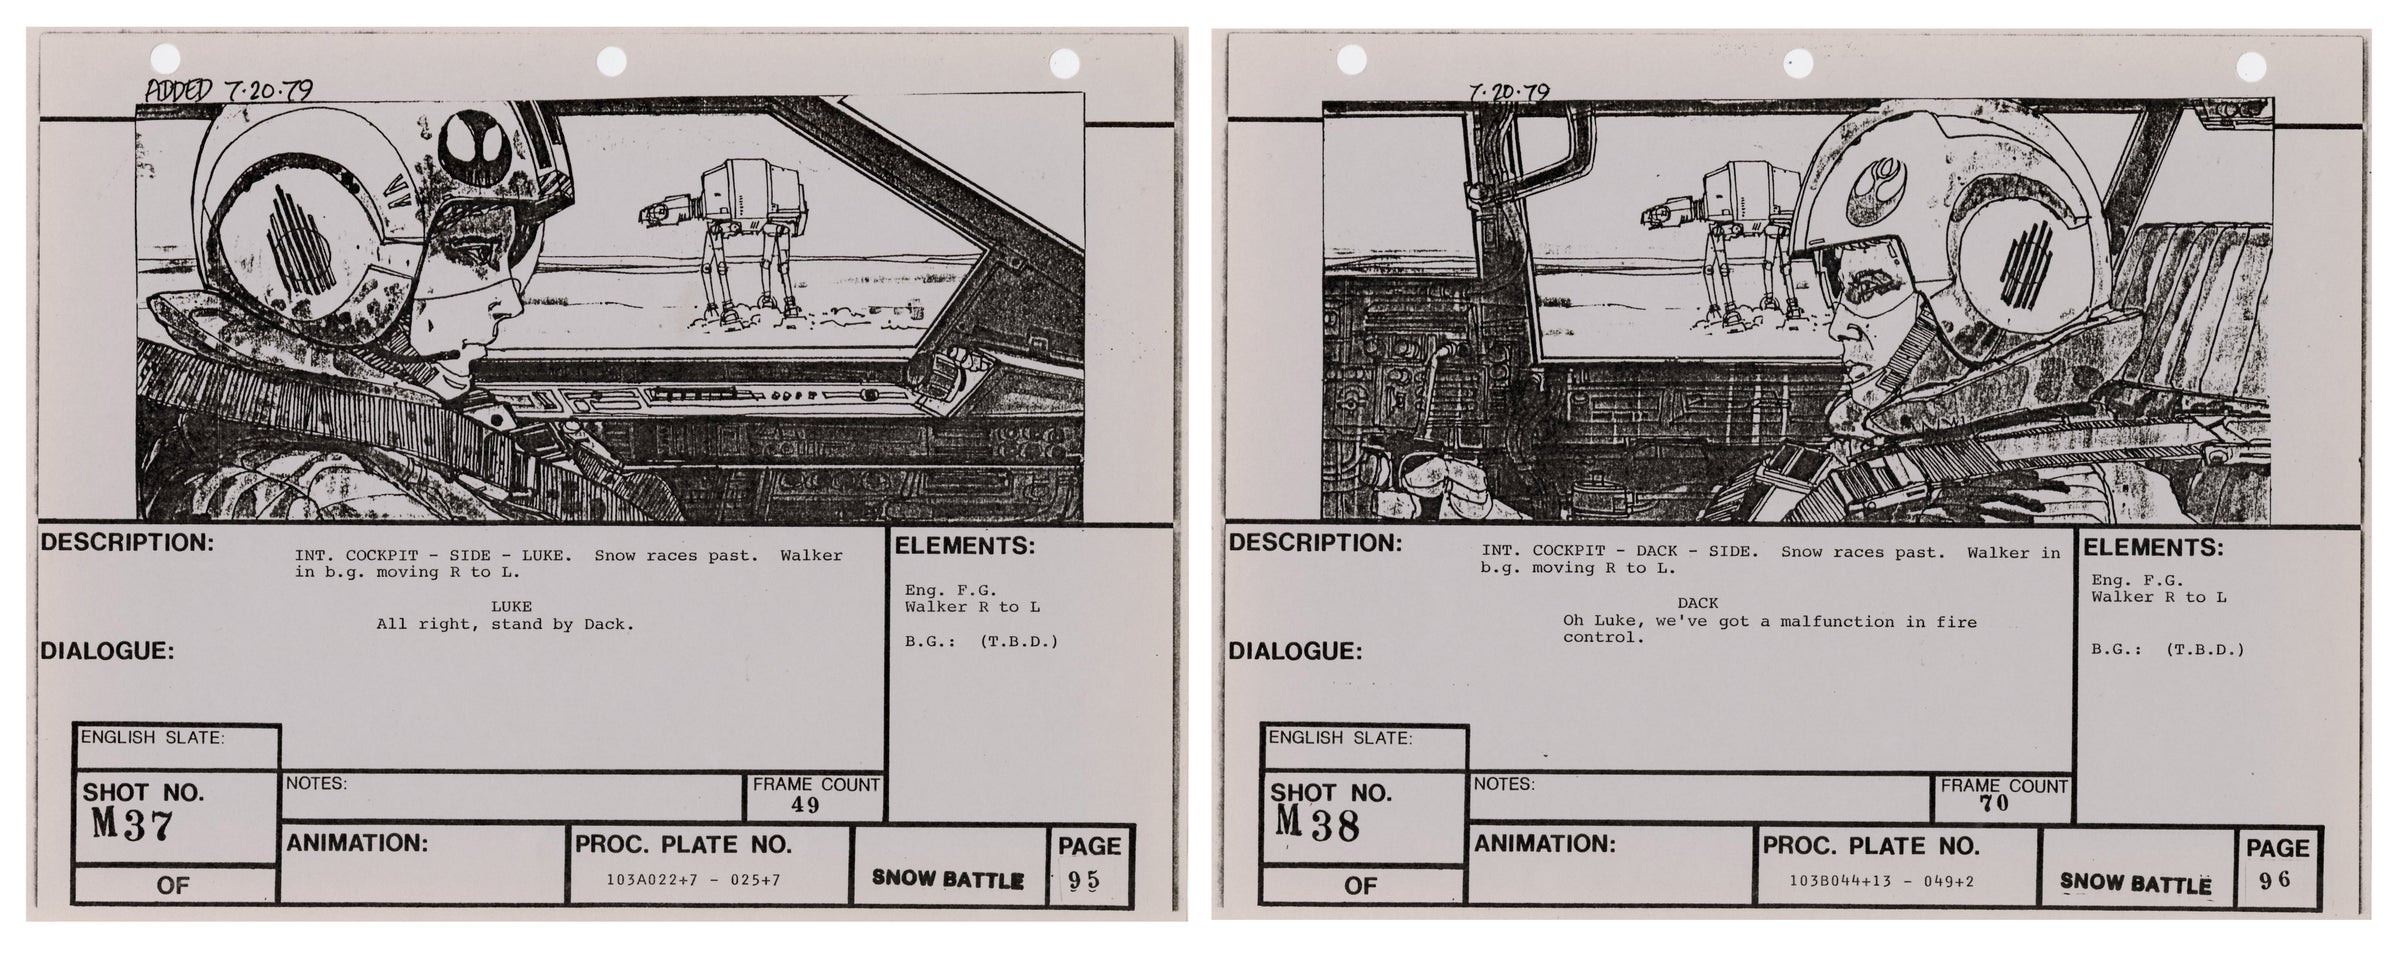 ADDED 7·20·79
DESCRIPTION:
INT. COCKPIT - SIDE - LUKE. Snow races past. Walker
in b.g. moving R to L.
LUKE
All right, stand by Dack.
DIALOGUE:
ELEMENTS:
Eng. F.G.
Walker R to L
B.G.: (T.B.D.)
ENGLISH SLATE:
SHOT NO.
M37
OF
NOTES:
FRAME COUNT
49
ANIMATION:
PROC. PLATE NO.
103A022+7 - 025+7
SNOW BATTLE
PAGE
95
7·20·79
DESCRIPTION:
INT. COCKPIT - DACK - SIDE. Snow races past. Walker in
b.g. moving R to L.
DACK
Oh Luke, we've got a malfunction in fire
control.
DIALOGUE:
ELEMENTS:
Eng. F.G.
Walker R to L
B.G.: (T.B.D.)
ENGLISH SLATE:
SHOT NO.
M38
OF
NOTES:
FRAME COUNT
70
ANIMATION:
PROC. PLATE NO.
103B044+13 - 049+2
SNOW BATTLE
PAGE
96